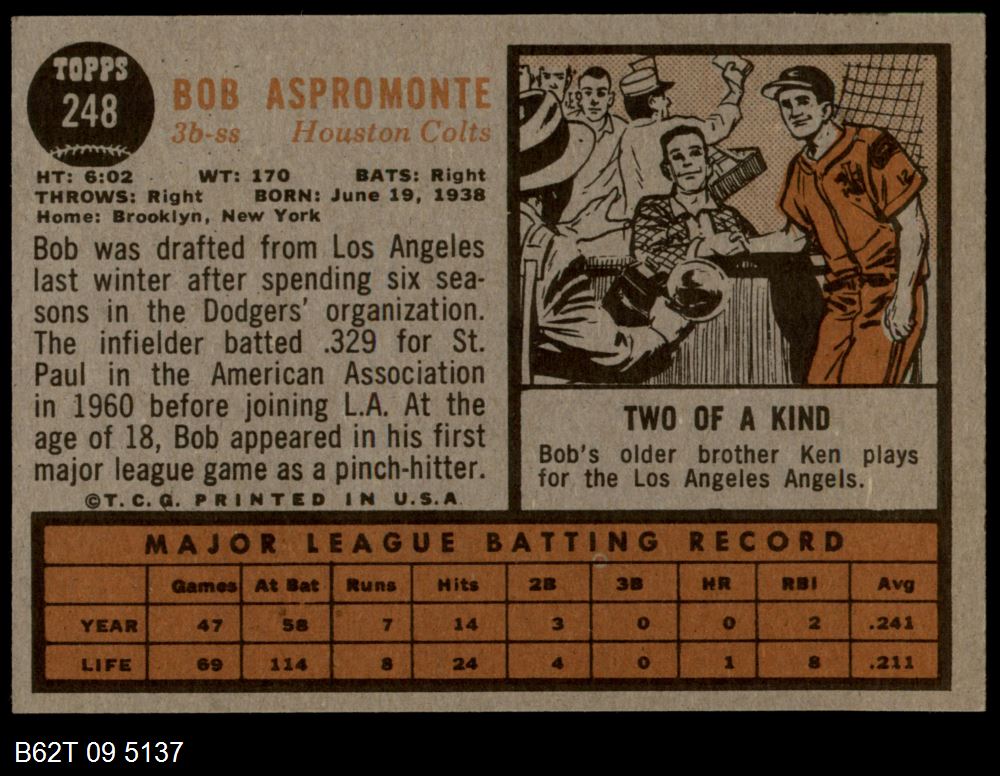 TOPPS
248
BOB ASPROMONTE
3b-ss Houston Colts
HT: 6:02 WT: 170 BATS: Right
THROWS: Right BORN: June 19, 1938
Home: Brooklyn, New York
Bob was drafted from Los Angeles
last winter after spending six sea-
sons in the Dodgers' organization.
The infielder batted .329 for St.
Paul in the American Association
in 1960 before joining L.A. At the
age of 18, Bob appeared in his first
major league game as a pinch-hitter.
©T.C.G. PRINTED IN U.S.A.
12
TWO OF A KIND
Bob's older brother Ken plays
for the Los Angeles Angels.
MAJOR LEAGUE BATTING RECORD
Games At Bat Runs Hits 2B 3B HR RBI Avg
YEAR 47 58 7 14 3 0 0 2 .241
LIFE 69 114 8 24 4 0 1 8 .211
B62T 09 5137